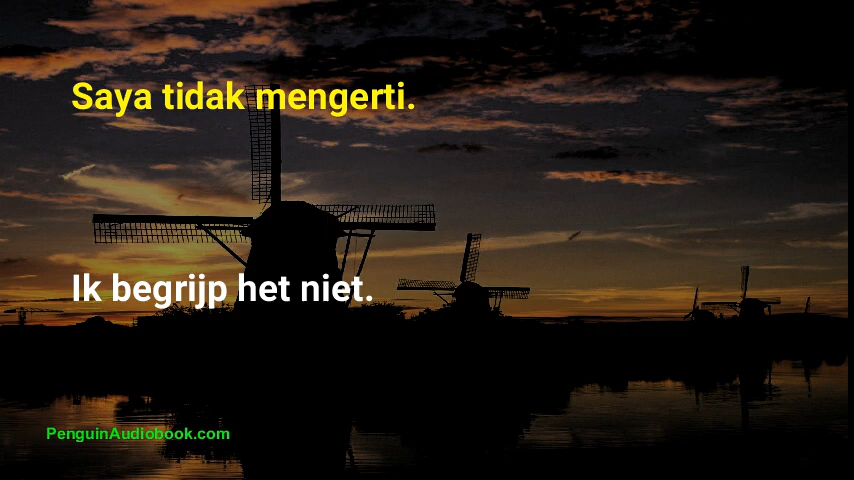 Saya tidak mengerti.
Ik begrijp het niet.
PenguinAudiobook.com